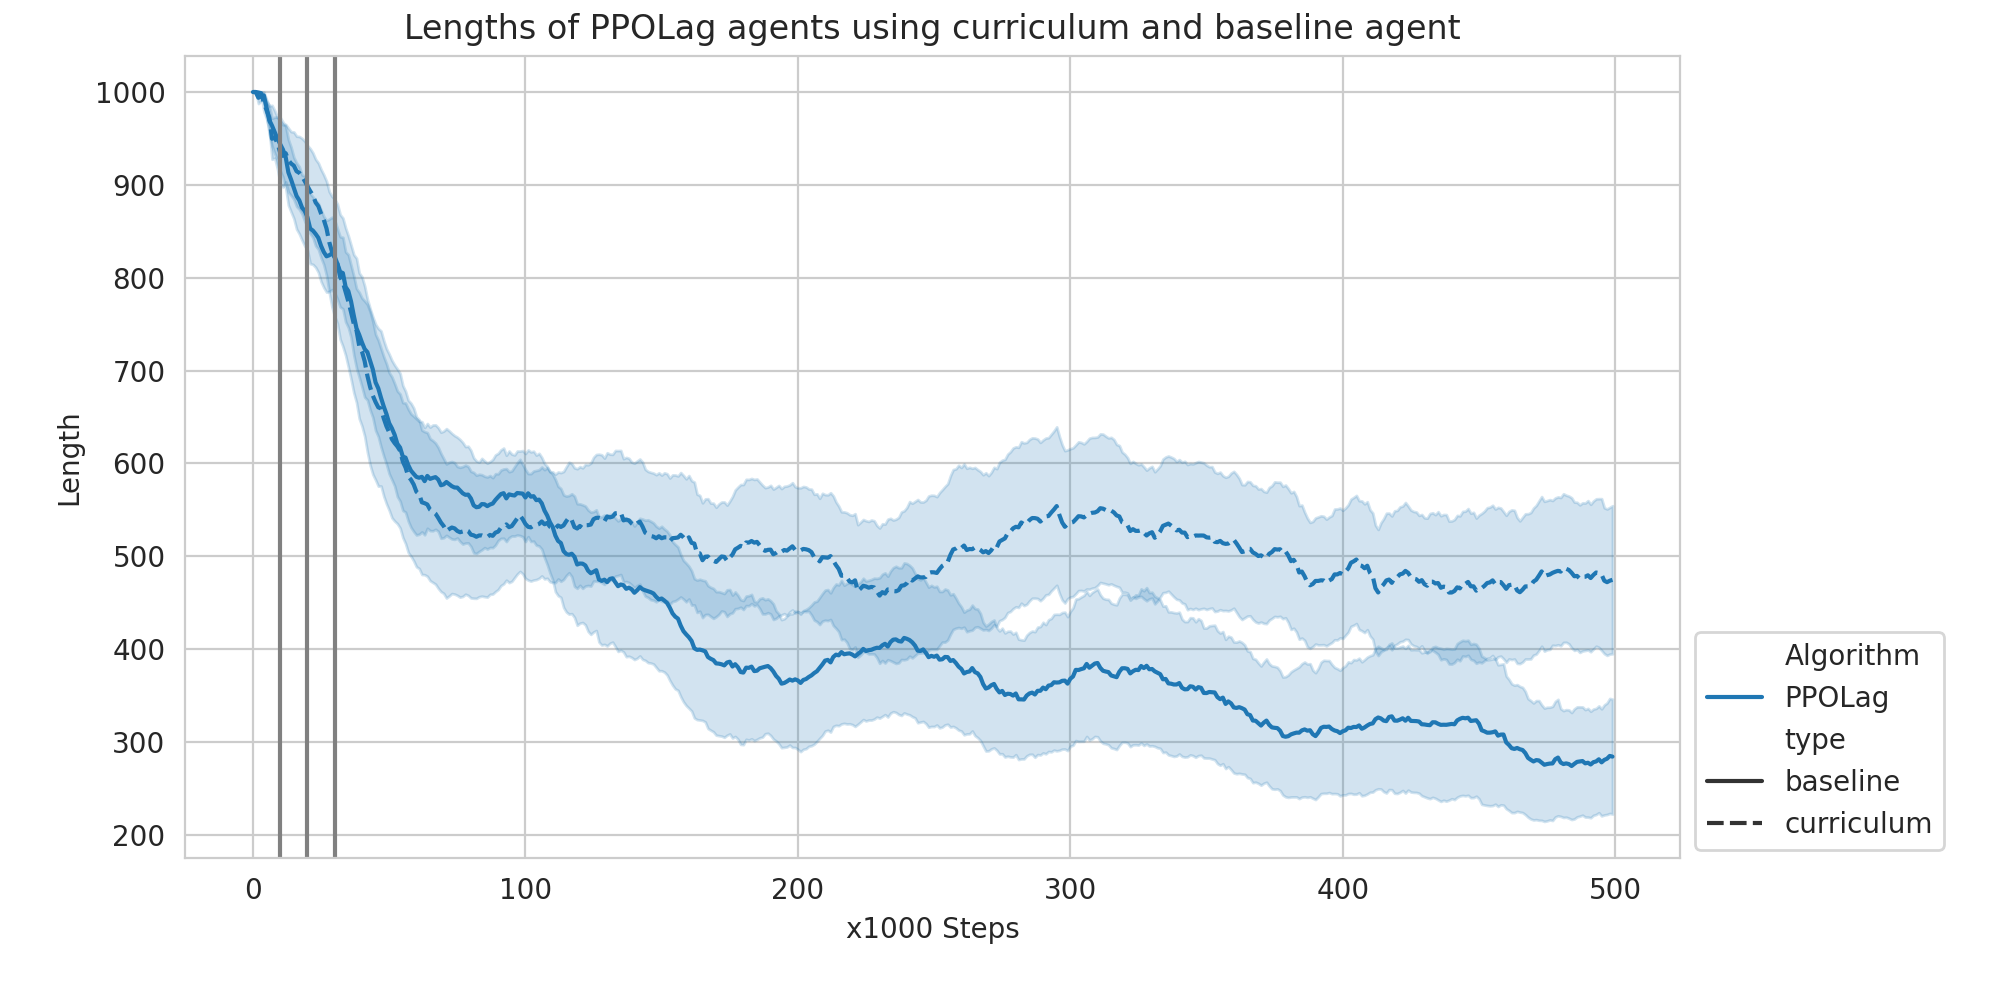 Lengths of PPOLag agents using curriculum and baseline agent
1000
900
800
700
600
500
400
300
200
Length
0 100 200 300 400 500
x1000 Steps
Algorithm
PPOLag
type
baseline
curriculum